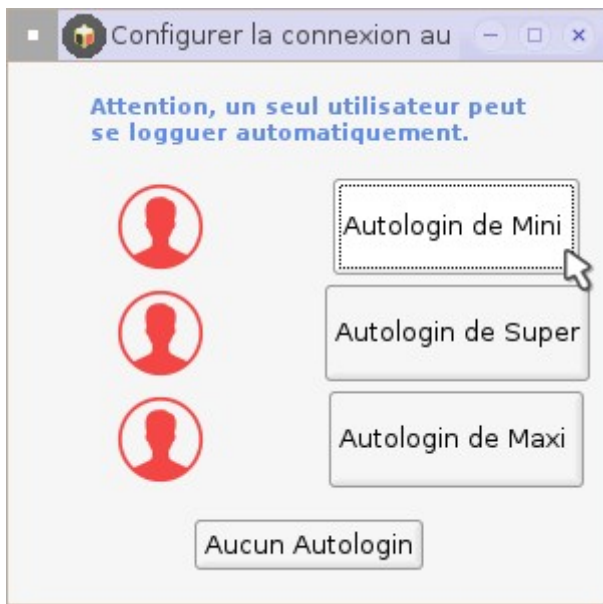 Configurer la connexion au
Attention, un seul utilisateur peut
se logguer automatiquement.
Autologin de Mini
Autologin de Super
Autologin de Maxi
Aucun Autologin